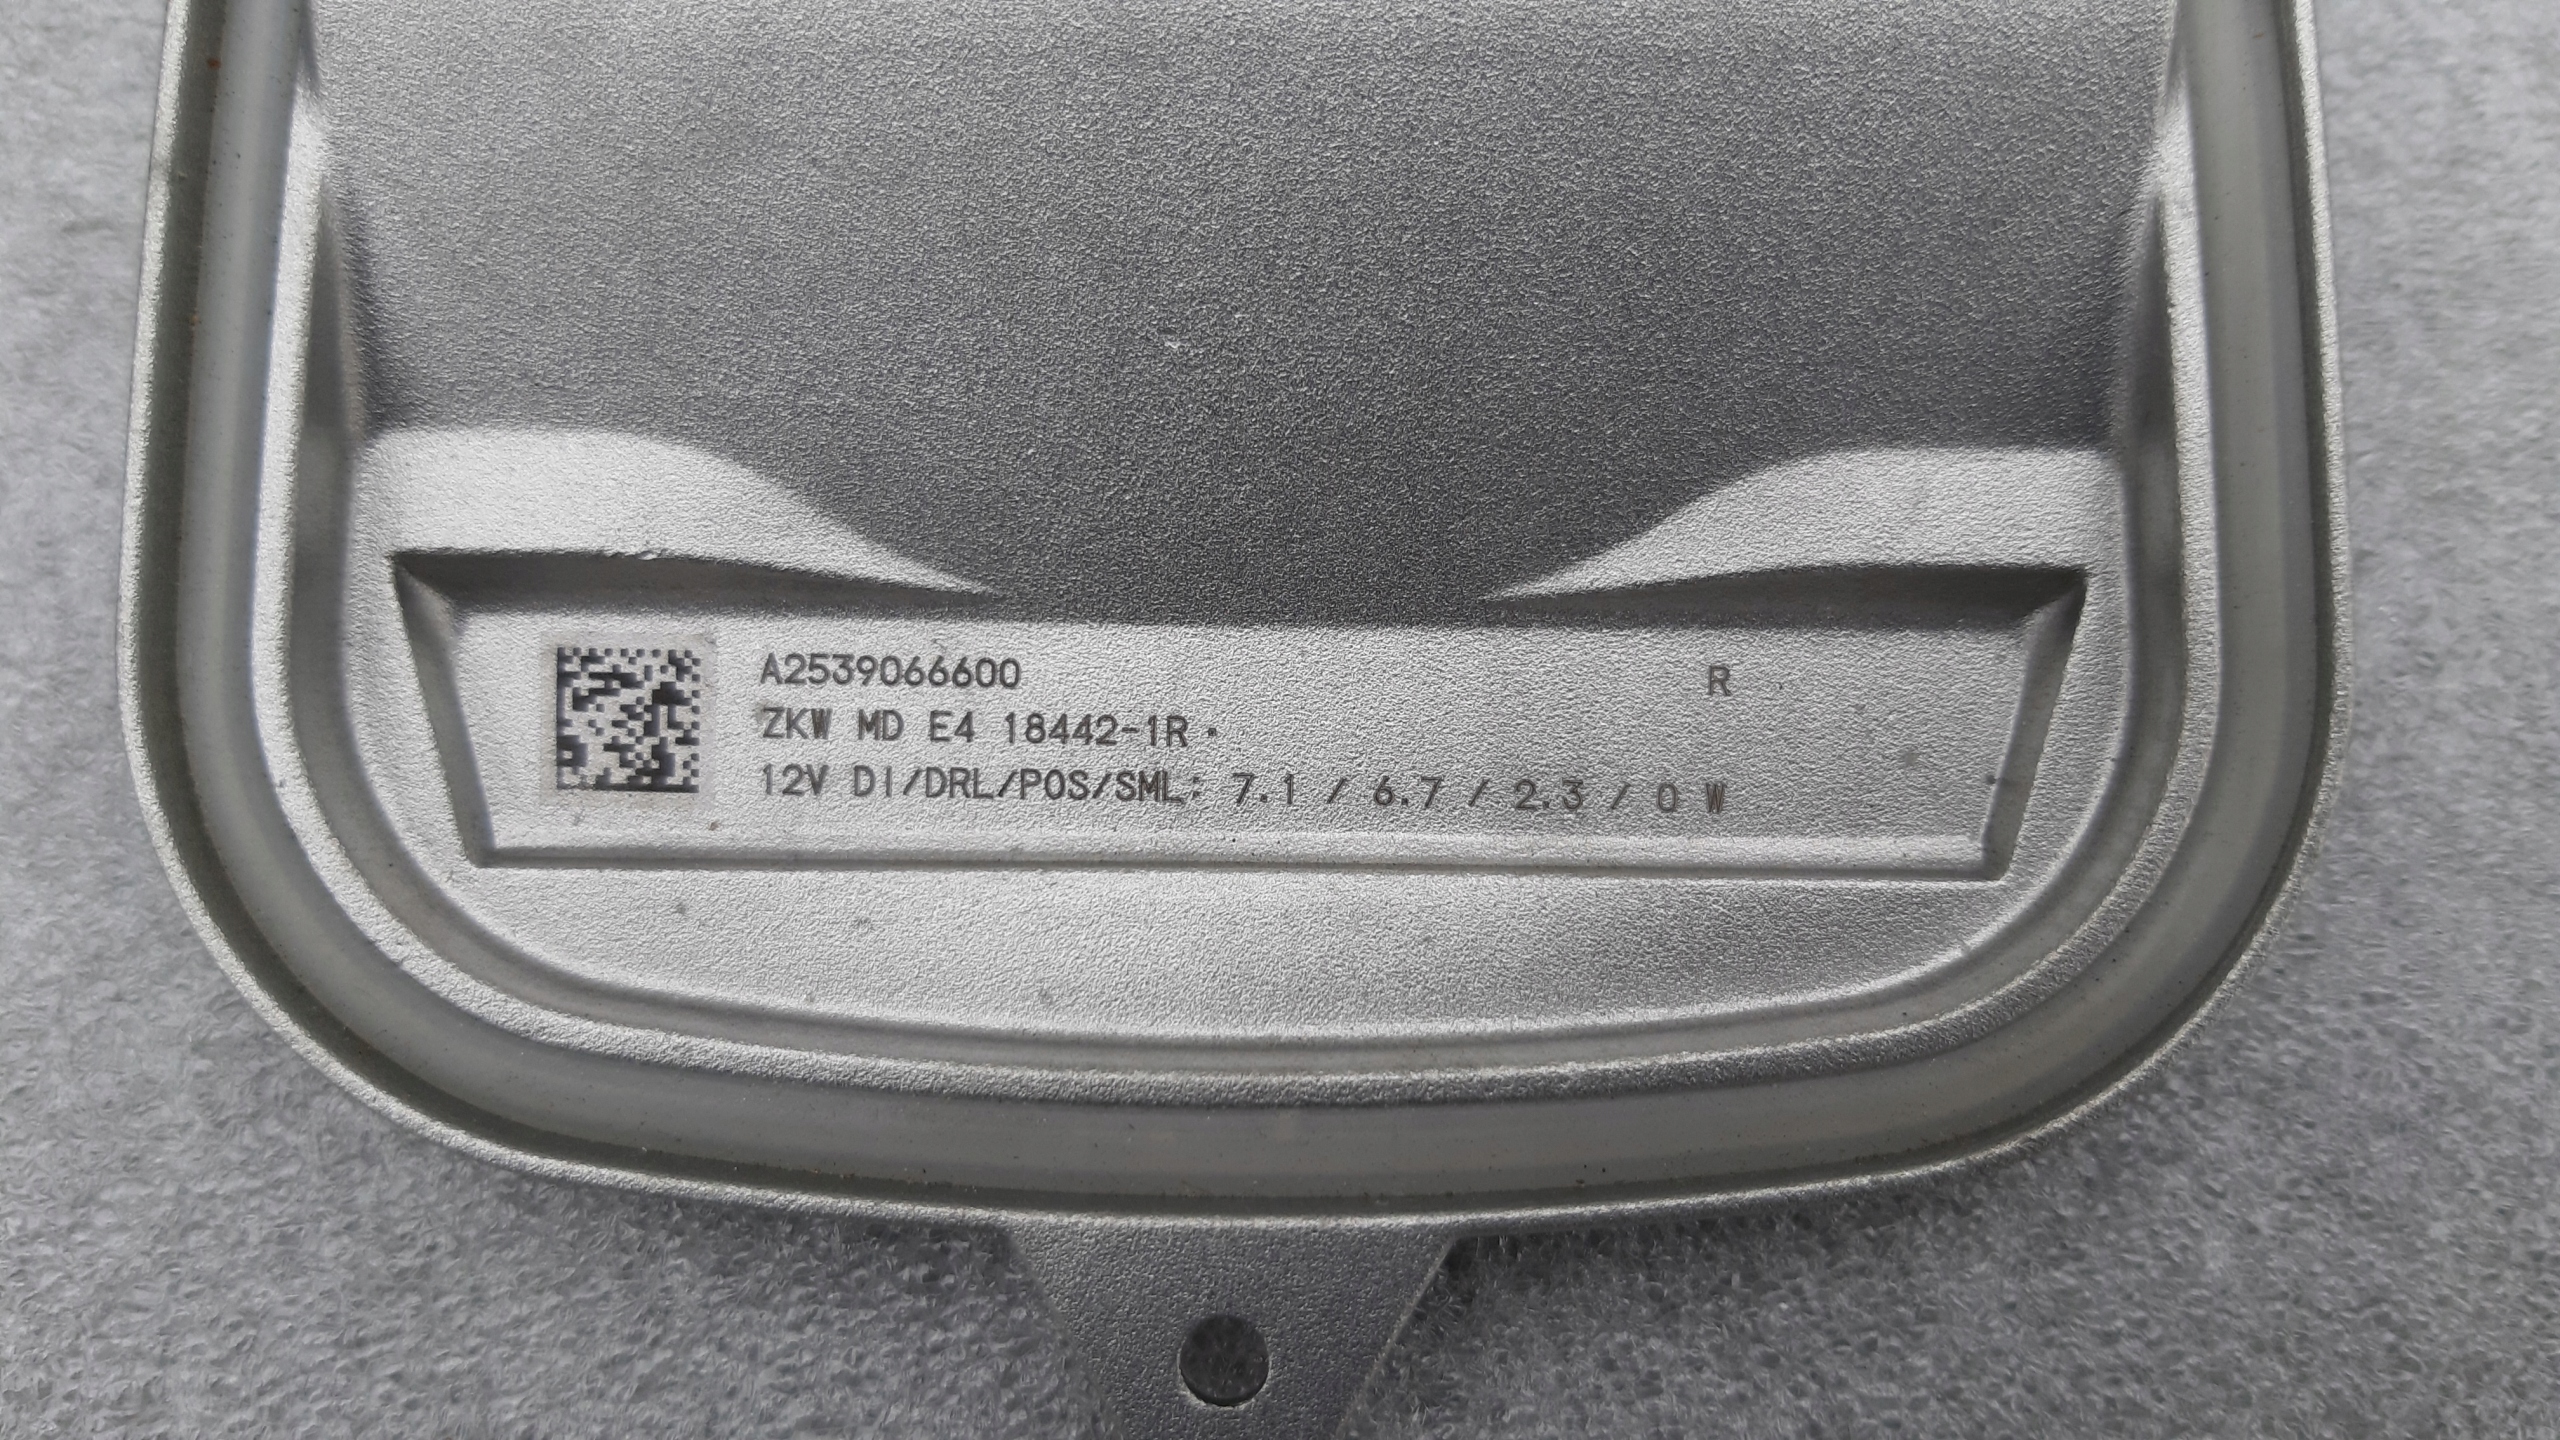 A2539066600 R
ZKW MD E4 18442-1R
12V DI/DRL/POS/SML: 7.1 / 6.7 / 2.3 / 0 W